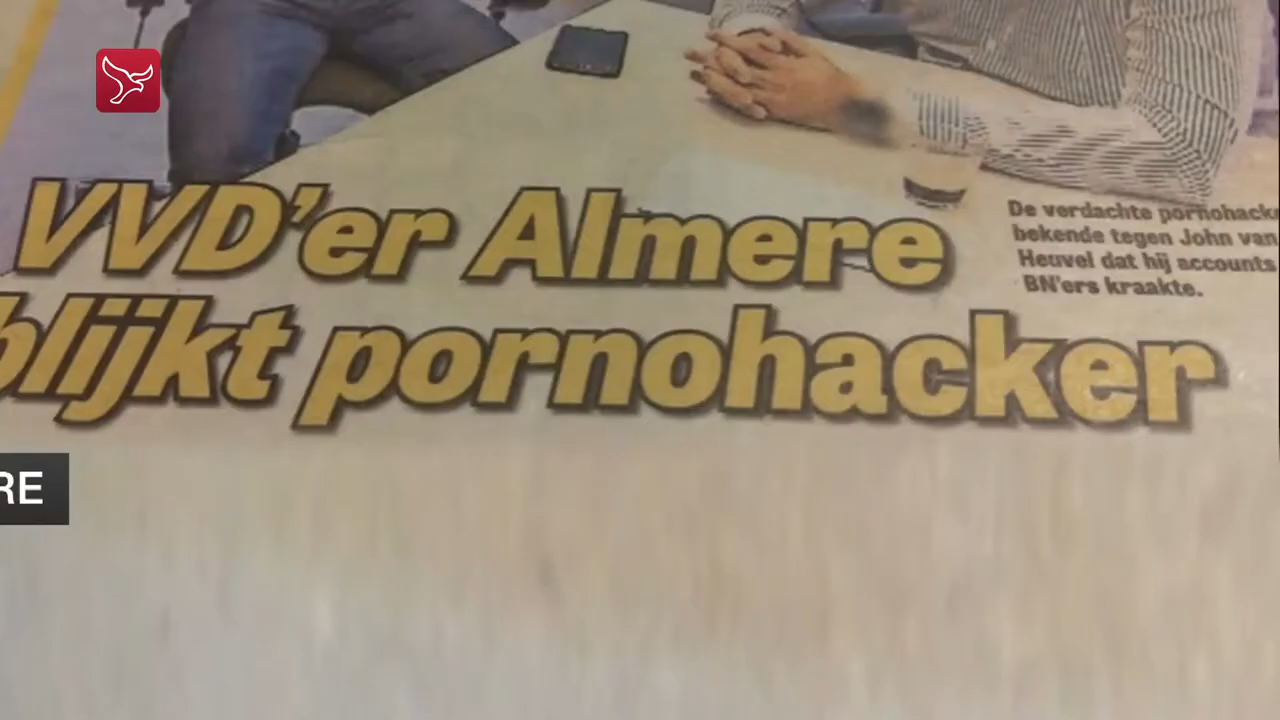 VVD'er Almere
blijkt pornohacker
De verdachte pornohack
bekende tegen John van
Heuvel dat hij accounts
BN'ers kraakte.
RE